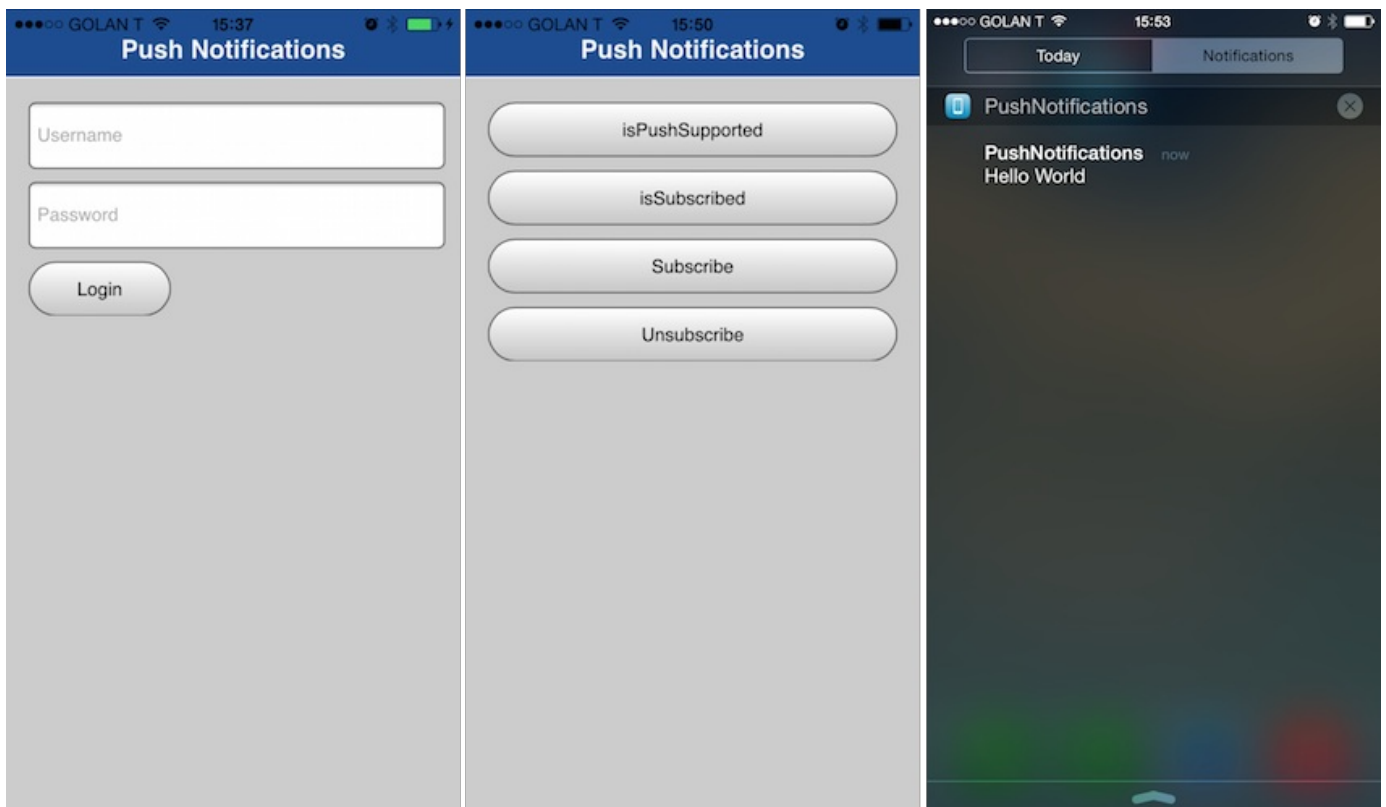 GOLAN T 15:37
Push Notifications
Username
Password
Login
GOLAN T 15:50
Push Notifications
isPushSupported
isSubscribed
Subscribe
Unsubscribe
GOLAN T 15:53
Today Notifications
PushNotifications
PushNotifications now
Hello World